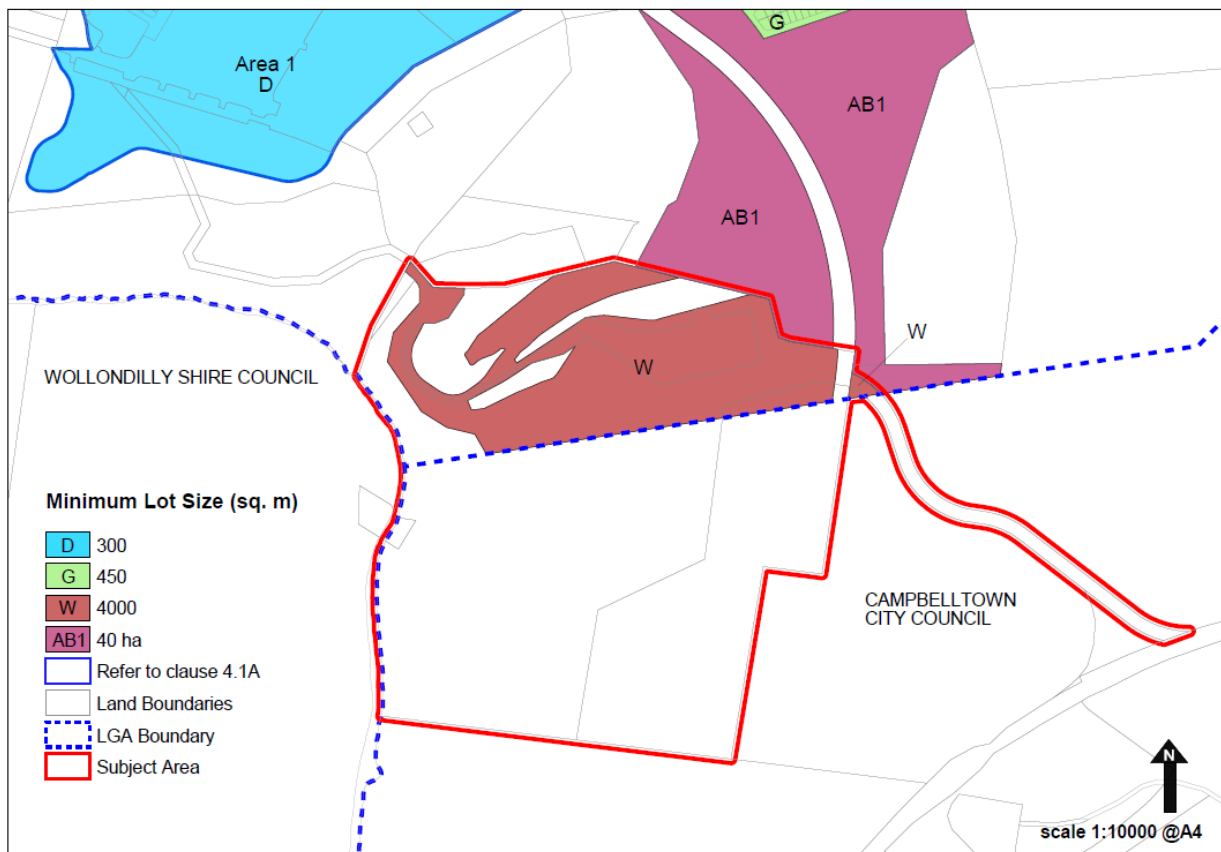 G
Area 1
D
AB1
AB1
W
W
WOLLONDILLY SHIRE COUNCIL
CAMPBELLTOWN
CITY COUNCIL
Minimum Lot Size (sq. m)
D 300
G 450
W 4000
AB1 40 ha
Refer to clause 4.1A
Land Boundaries
LGA Boundary
Subject Area
N
scale 1:10000 @A4